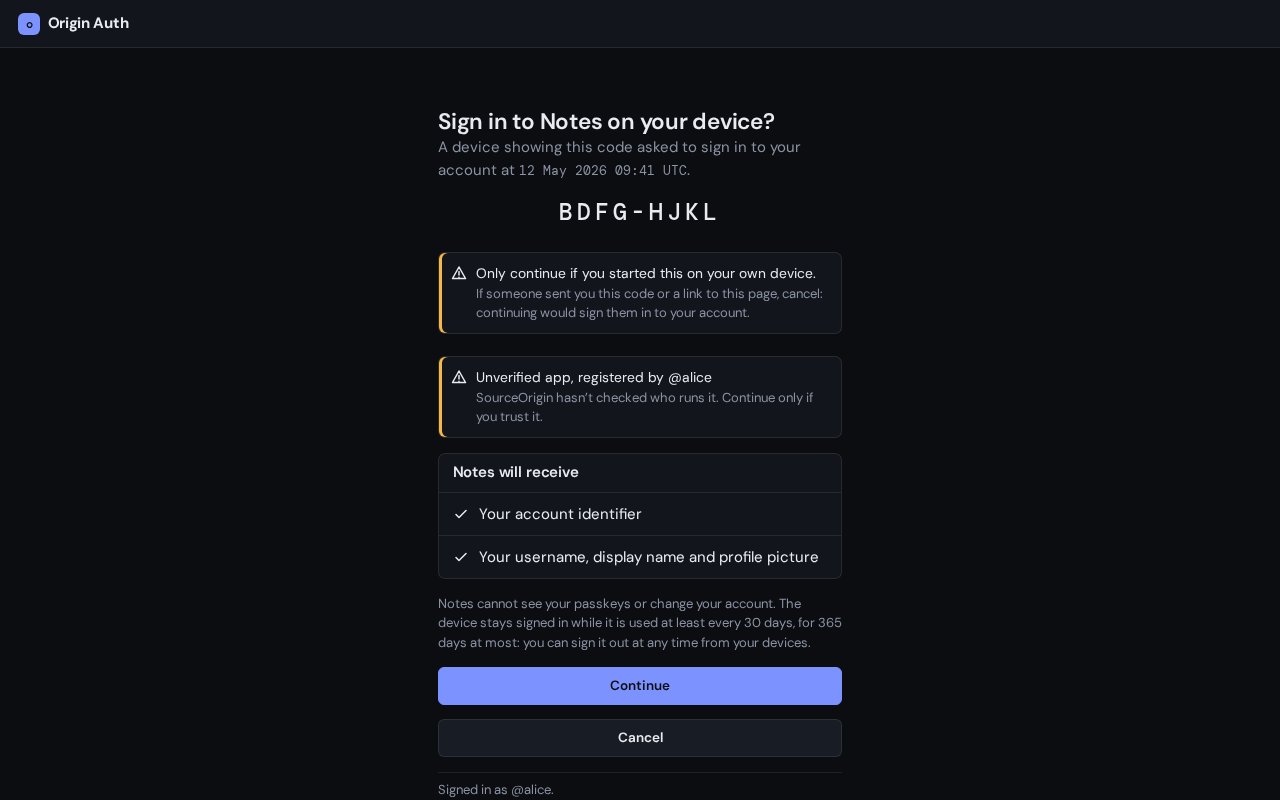 Origin Auth
Sign in to Notes on your device?
A device showing this code asked to sign in to your
account at 12 May 2026 09:41 UTC.
BDFG-HJKL
Only continue if you started this on your own device.
If someone sent you this code or a link to this page, cancel:
continuing would sign them in to your account.
Unverified app, registered by @alice
SourceOrigin hasn’t checked who runs it. Continue only if
you trust it.
Notes will receive
Your account identifier
Your username, display name and profile picture
Notes cannot see your passkeys or change your account. The
device stays signed in while it is used at least every 30 days, for 365
days at most: you can sign it out at any time from your devices.
Continue
Cancel
Signed in as @alice.